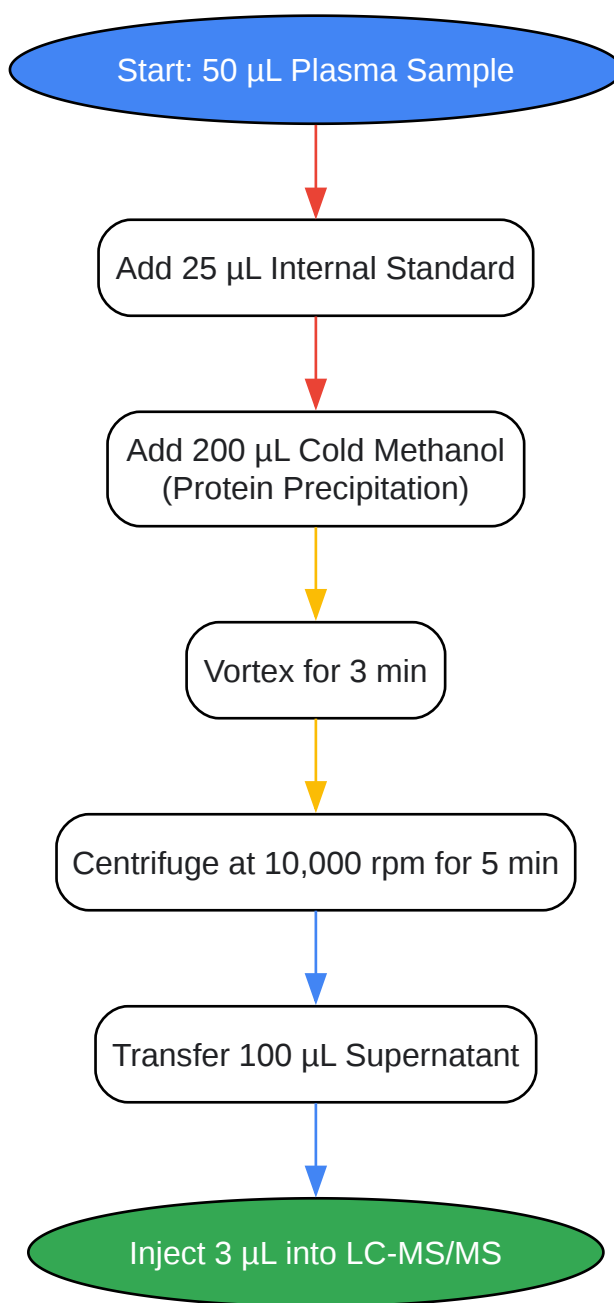 Start: 50 µL Plasma Sample
Add 25 µL Internal Standard
Add 200 µL Cold Methanol
(Protein Precipitation)
Vortex for 3 min
Centrifuge at 10,000 rpm for 5 min
Transfer 100 µL Supernatant
Inject 3 µL into LC-MS/MS